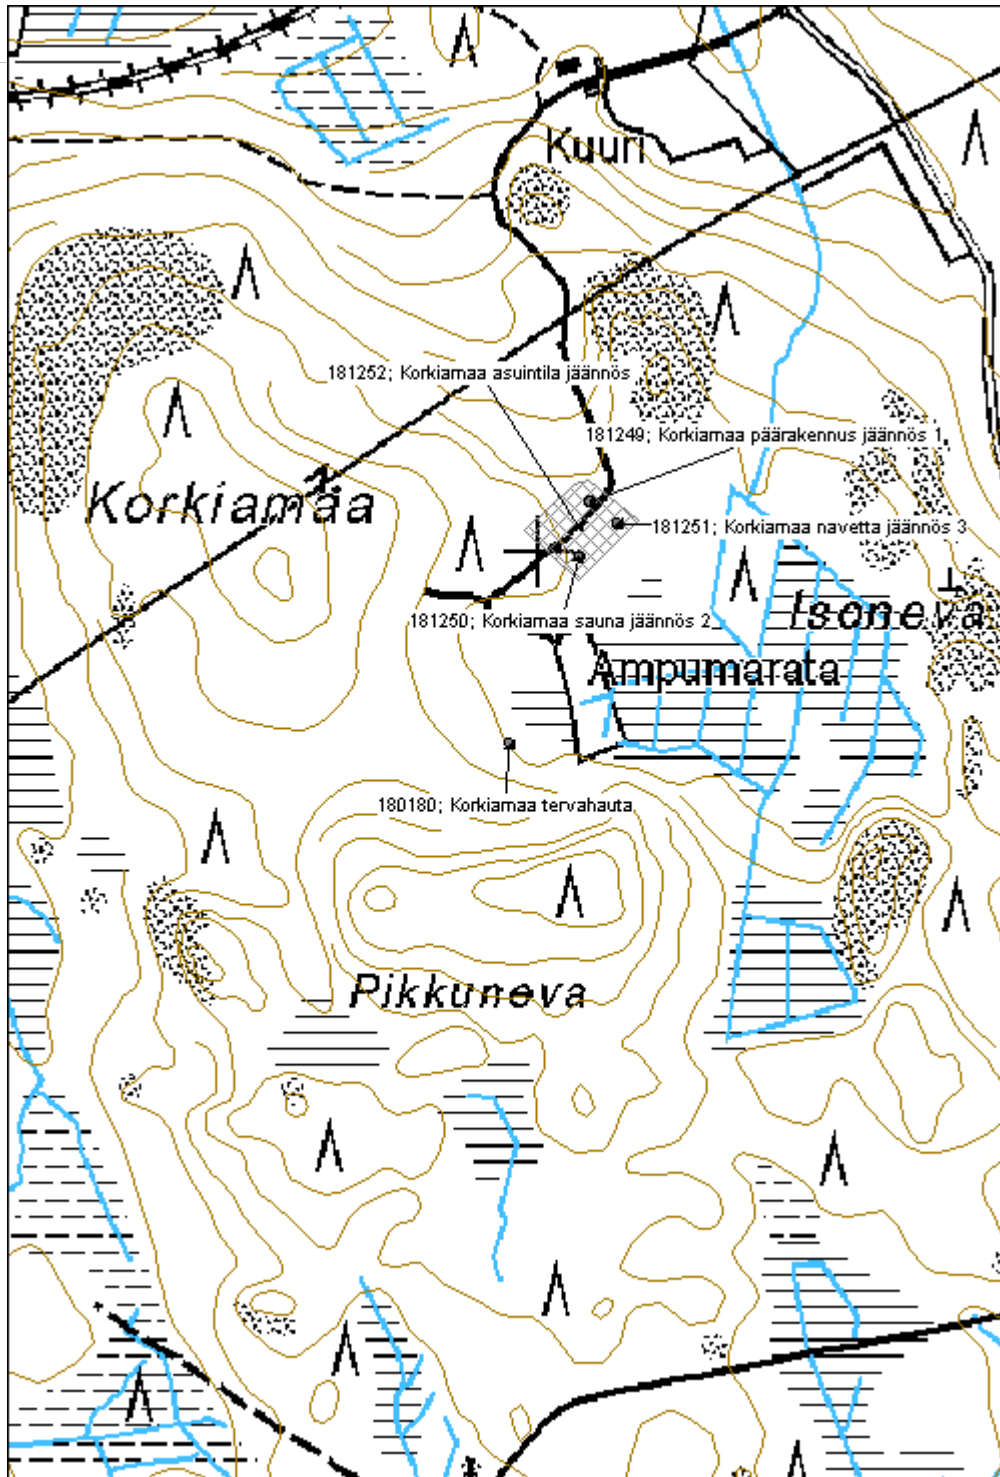 Kuuri
181252; Korkiamaa asuintila jäännös
181249; Korkiamaa päärakennus jäännös 1
Korkiamaa
181251; Korkiamaa navetta jäännös 3
181250; Korkiamaa sauna jäännös 2
Isoneva
Ampumarata
180180; Korkiamaa tervahauta
Pikkuneva